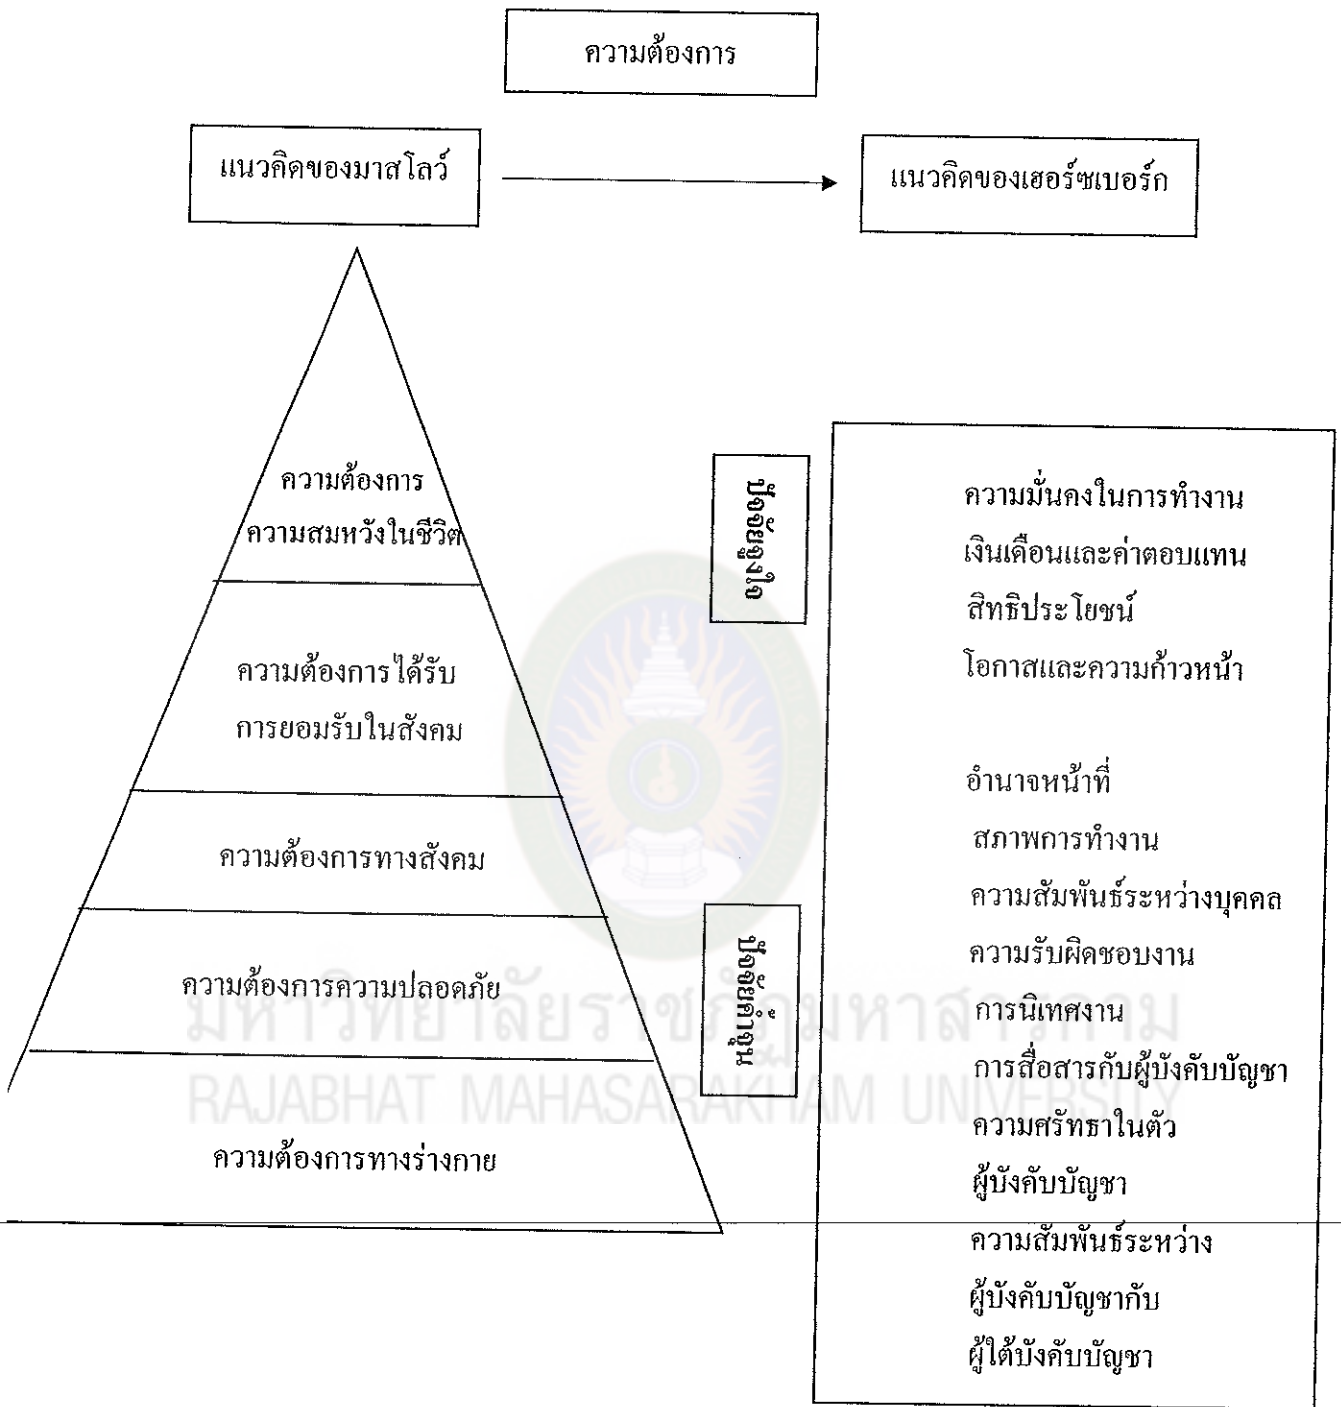 ความต้องการ
แนวคิดของมาสโลว์
แนวคิดของเฮอร์ซเบอร์ก
ความต้องการ
ความสมหวังในชีวิต
ความต้องการได้รับ
การยอมรับในสังคม
ความต้องการทางสังคม
ความต้องการความปลอดภัย
ความต้องการทางร่างกาย
ปัจจัยจูงใจ
ปัจจัยค้ำจุน
ความมั่นคงในการทำงาน
เงินเดือนและค่าตอบแทน
สิทธิประโยชน์
โอกาสและความก้าวหน้า
อำนาจหน้าที่
สภาพการทำงาน
ความสัมพันธ์ระหว่างบุคคล
ความรับผิดชอบงาน
การนิเทศงาน
การสื่อสารกับผู้บังคับบัญชา
ความศรัทธาในตัว
ผู้บังคับบัญชา
ความสัมพันธ์ระหว่าง
ผู้บังคับบัญชากับ
ผู้ใต้บังคับบัญชา
มหาวิทยาลัยราชภัฏมหาสารคาม
RAJABHAT MAHASARAKHAM UNIVERSITY